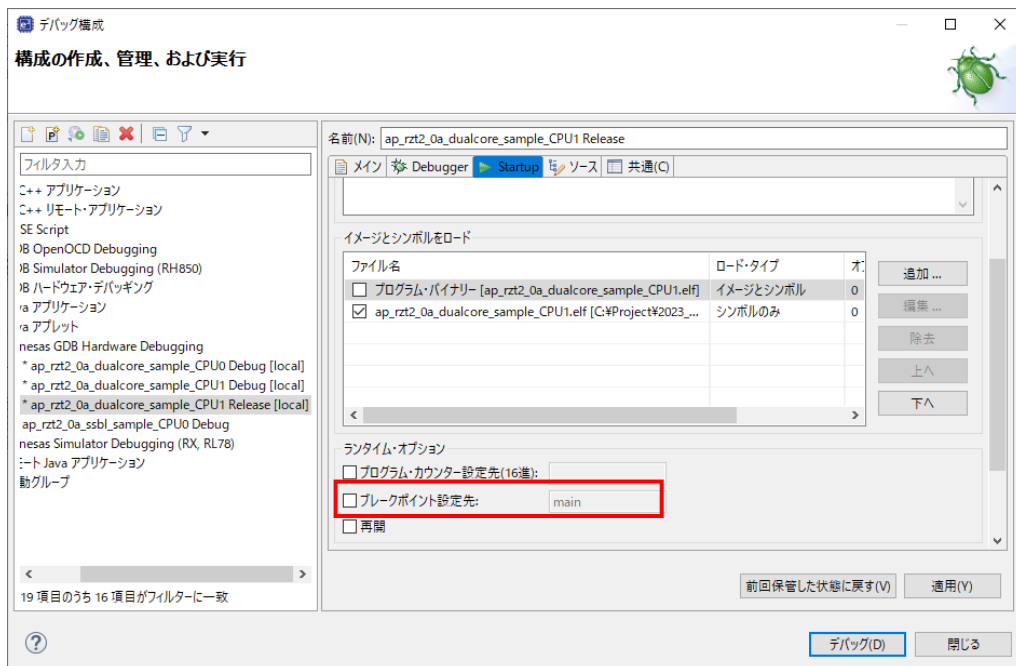 デバッグ構成
構成の作成、管理、および実行
フィルタ入力
C++ アプリケーション
C++ リモート・アプリケーション
SE Script
)B OpenOCD Debugging
)B Simulator Debugging (RH850)
)B ハードウェア・デバッギング
va アプリケーション
va アプレット
nesas GDB Hardware Debugging
* ap_rzt2_0a_dualcore_sample_CPU0 Debug [local]
* ap_rzt2_0a_dualcore_sample_CPU1 Debug [local]
* ap_rzt2_0a_dualcore_sample_CPU1 Release [local]
ap_rzt2_0a_ssbl_sample_CPU0 Debug
nesas Simulator Debugging (RX, RL78)
モート Java アプリケーション
動グループ
19 項目のうち 16 項目がフィルターに一致
名前(N): ap_rzt2_0a_dualcore_sample_CPU1 Release
メイン Debugger Startup ソース 共通(C)
イメージとシンボルをロード
ファイル名 ロード・タイプ オ
プログラム・バイナリー [ap_rzt2_0a_dualcore_sample_CPU1.elf] イメージとシンボル 0
ap_rzt2_0a_dualcore_sample_CPU1.elf [C:¥Project¥2023_... シンボルのみ 0
追加 ...
編集 ...
除去
上へ
下へ
ランタイム・オプション
プログラム・カウンター設定先(16進):
ブレークポイント設定先: main
再開
前回保管した状態に戻す(V) 適用(Y)
デバッグ(D) 閉じる